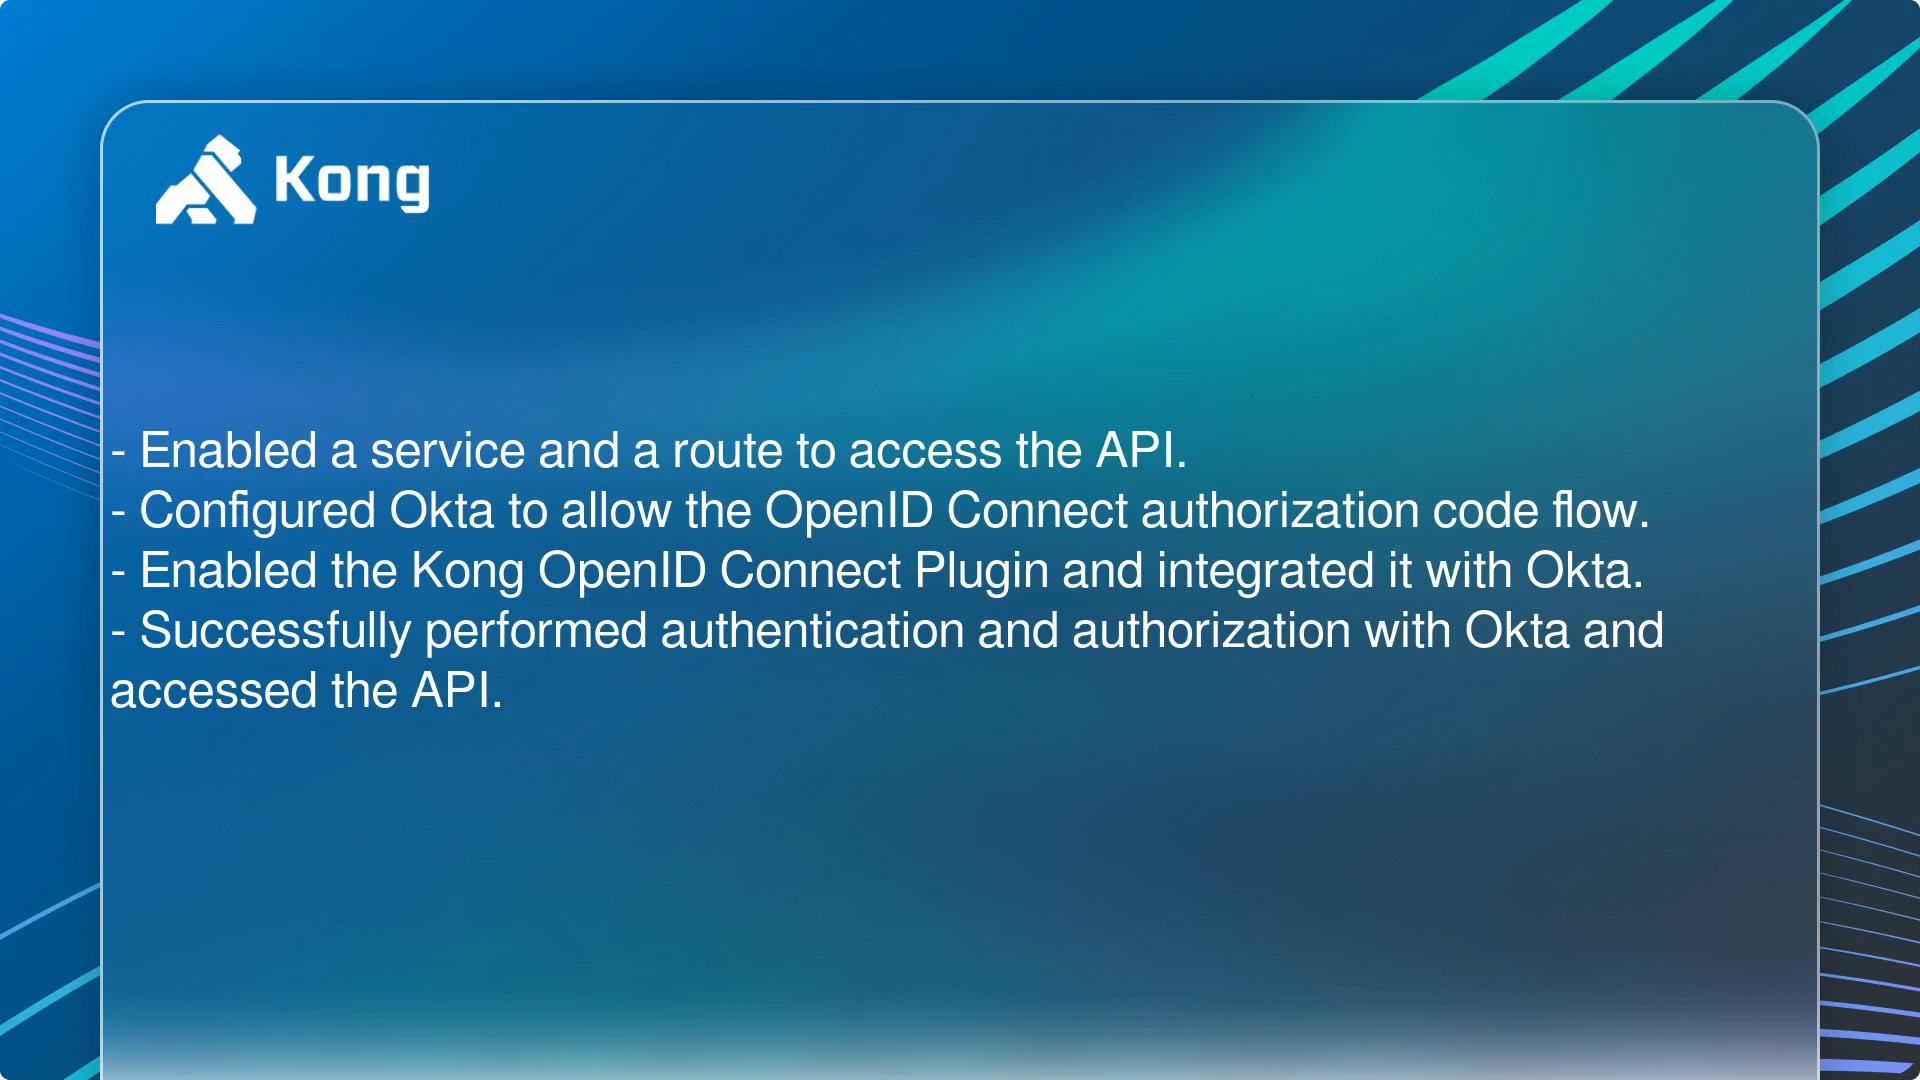 Kong
- Enabled a service and a route to access the API.
- Configured Okta to allow the OpenID Connect authorization code flow.
- Enabled the Kong OpenID Connect Plugin and integrated it with Okta.
- Successfully performed authentication and authorization with Okta and
accessed the API.